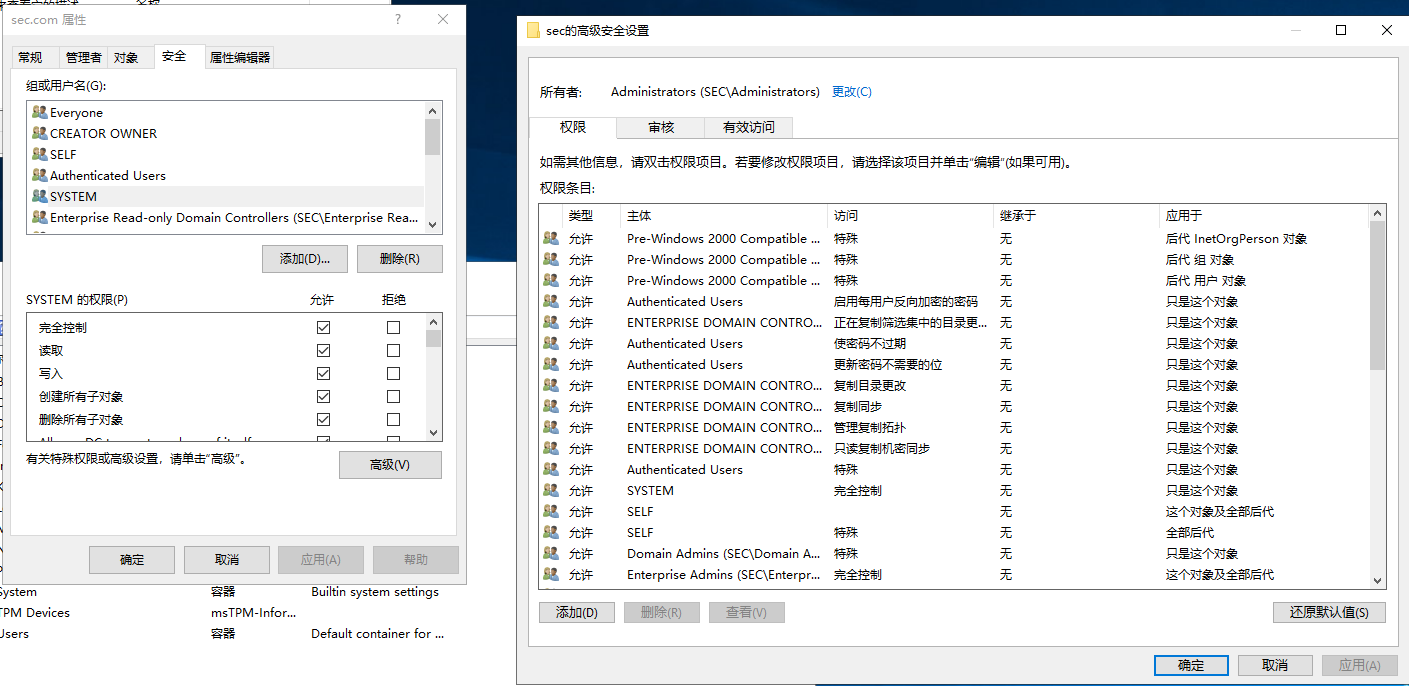 sec.com 属性
常规 管理者 对象 安全 属性编辑器
组或用户名(G):
Everyone
CREATOR OWNER
SELF
Authenticated Users
SYSTEM
Enterprise Read-only Domain Controllers (SEC\Enterprise Rea...
添加(D)... 删除(R)
SYSTEM 的权限(P) 允许 拒绝
完全控制
读取
写入
创建所有子对象
删除所有子对象
有关特殊权限或高级设置，请单击“高级”。
高级(V)
确定 取消 应用(A) 帮助
System 容器 Builtin system settings
TPM Devices msTPM-Infor...
Users 容器 Default container for ...
sec的高级安全设置
所有者: Administrators (SEC\Administrators) 更改(C)
权限 审核 有效访问
如需其他信息，请双击权限项目。若要修改权限项目，请选择该项目并单击“编辑”(如果可用)。
权限条目:
类型 主体 访问 继承于 应用于
允许 Pre-Windows 2000 Compatible ... 特殊 无 后代 InetOrgPerson 对象
允许 Pre-Windows 2000 Compatible ... 特殊 无 后代 组 对象
允许 Pre-Windows 2000 Compatible ... 特殊 无 后代 用户 对象
允许 Authenticated Users 启用每用户反向加密的密码 无 只是这个对象
允许 ENTERPRISE DOMAIN CONTRO... 正在复制筛选集中的目录更... 无 只是这个对象
允许 Authenticated Users 使密码不过期 无 只是这个对象
允许 Authenticated Users 更新密码不需要的位 无 只是这个对象
允许 ENTERPRISE DOMAIN CONTRO... 复制目录更改 无 只是这个对象
允许 ENTERPRISE DOMAIN CONTRO... 复制同步 无 只是这个对象
允许 ENTERPRISE DOMAIN CONTRO... 管理复制拓扑 无 只是这个对象
允许 ENTERPRISE DOMAIN CONTRO... 只读复制机密同步 无 只是这个对象
允许 Authenticated Users 特殊 无 只是这个对象
允许 SYSTEM 完全控制 无 只是这个对象
允许 SELF 无 这个对象及全部后代
允许 SELF 特殊 无 全部后代
允许 Domain Admins (SEC\Domain A... 特殊 无 只是这个对象
允许 Enterprise Admins (SEC\Enterpr... 完全控制 无 这个对象及全部后代
添加(D) 删除(R) 查看(V) 还原默认值(S)
确定 取消 应用(A)